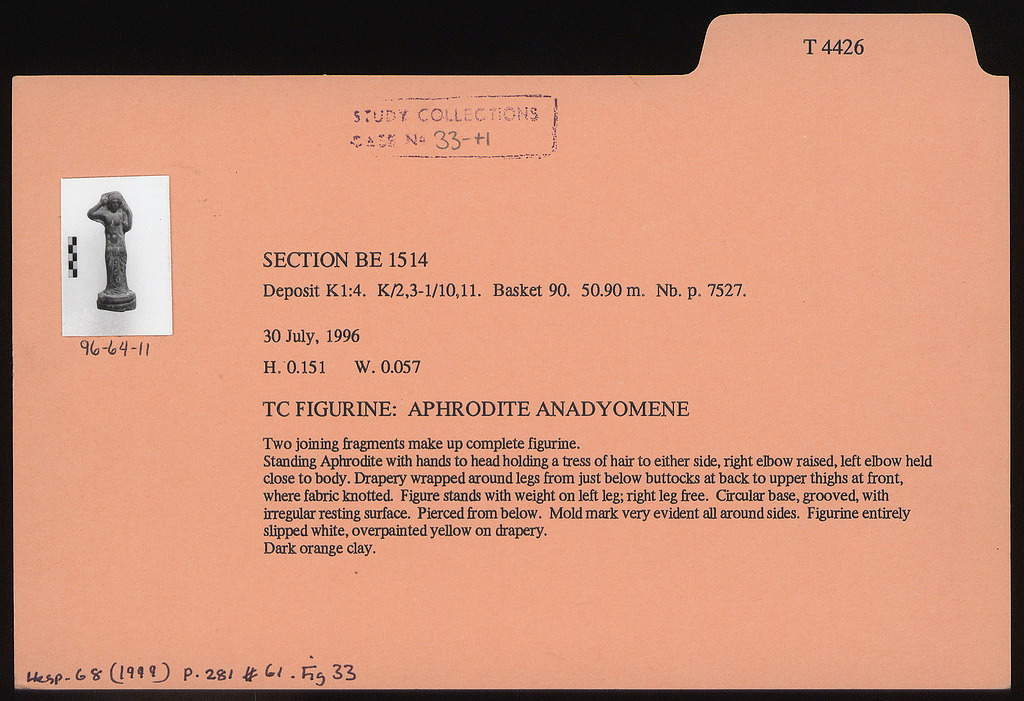 T 4426
STUDY COLLECTIONS
CASE Nº 33-+1
SECTION BE 1514
Deposit K1:4. K/2,3-1/10,11. Basket 90. 50.90 m. Nb. p. 7527.
96-64-11
30 July, 1996
H. 0.151 W. 0.057
TC FIGURINE: APHRODITE ANADYOMENE
Two joining fragments make up complete figurine.
Standing Aphrodite with hands to head holding a tress of hair to either side, right elbow raised, left elbow held
close to body. Drapery wrapped around legs from just below buttocks at back to upper thighs at front,
where fabric knotted. Figure stands with weight on left leg; right leg free. Circular base, grooved, with
irregular resting surface. Pierced from below. Mold mark very evident all around sides. Figurine entirely
slipped white, overpainted yellow on drapery.
Dark orange clay.
Hesp. 68 (1999) P. 281 # 61. Fig 33